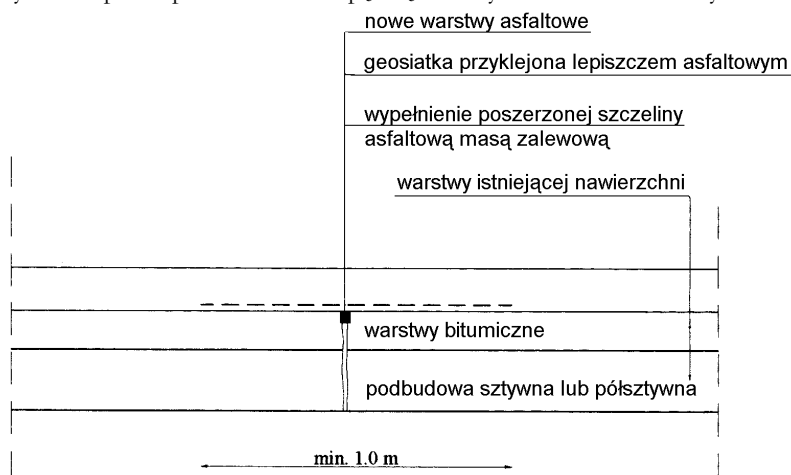 nowe warstwy asfaltowe
geosiatka przyklejona lepiszczem asfaltowym
wypełnienie poszerzonej szczeliny
asfaltową masą zalewową
warstwy istniejącej nawierzchni
warstwy bitumiczne
podbudowa sztywna lub półsztywna
min. 1.0 m